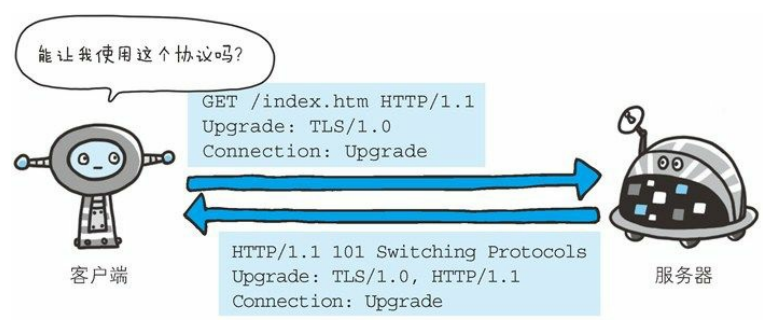 能让我使用这个协议吗?
GET /index.htm HTTP/1.1
Upgrade: TLS/1.0
Connection: Upgrade
HTTP/1.1 101 Switching Protocols
Upgrade: TLS/1.0, HTTP/1.1
Connection: Upgrade
客户端
服务器